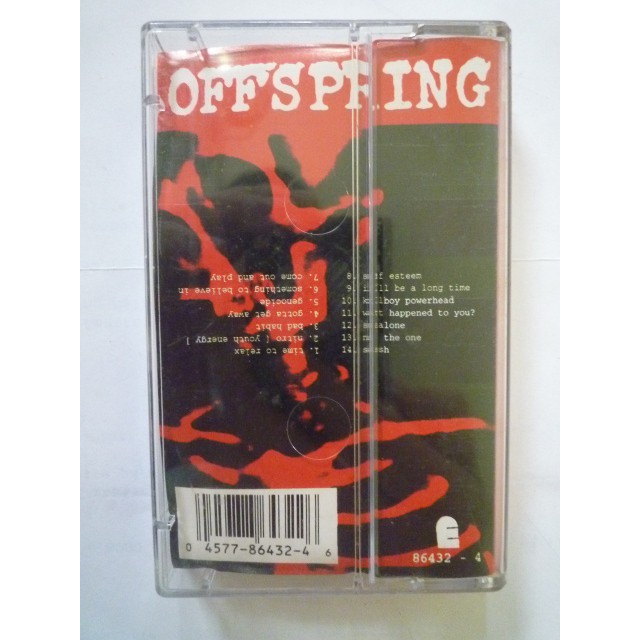 OFFSPRING
1. time to relax
2. nitro [ youth energy ]
3. bad habit
4. gotta get away
5. genocide
6. something to believe in
7. come out and play
8. self esteem
9. it'll be a long time
10. killboy powerhead
11. what happened to you?
12. so alone
13. not the one
14. smash
0 4577-86432-4 6
E
86432 - 4